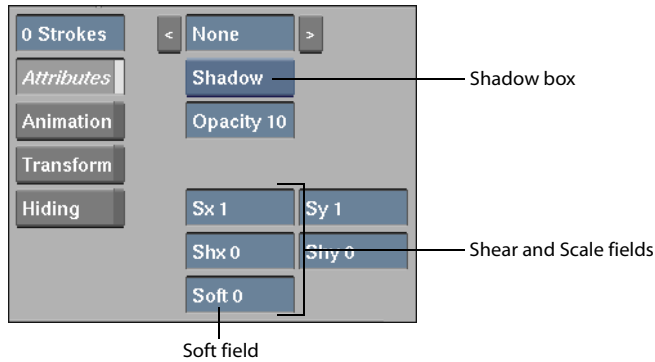 0 Strokes < None >
Attributes Shadow Shadow box
Animation Opacity 10
Transform
Hiding Sx 1 Sy 1
Shx 0 Shy 0 Shear and Scale fields
Soft 0
Soft field